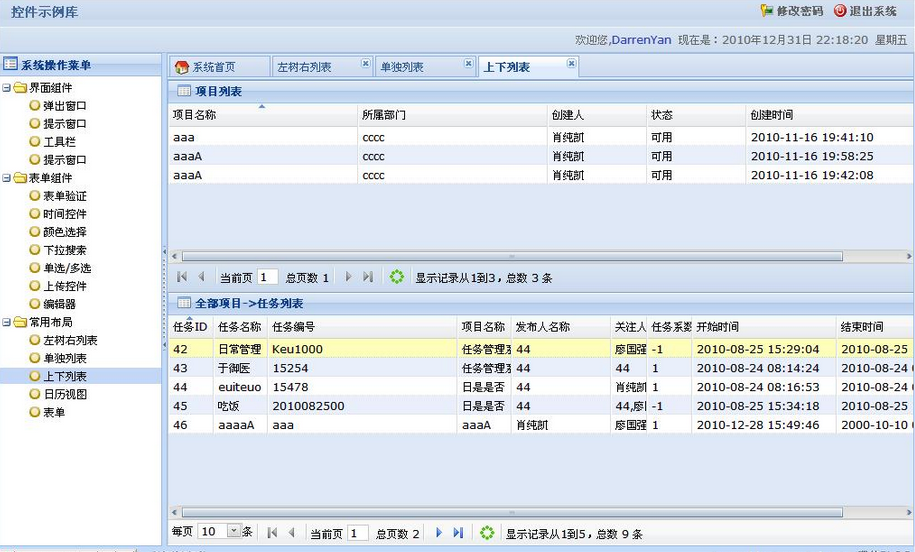 控件示例库
修改密码 退出系统
欢迎您,DarrenYan 现在是：2010年12月31日 22:18:20 星期五
系统操作菜单
界面组件
弹出窗口
提示窗口
工具栏
提示窗口
表单组件
表单验证
时间控件
颜色选择
下拉搜索
单选/多选
上传控件
编辑器
常用布局
左树右列表
单独列表
上下列表
日历视图
表单
系统首页 左树右列表 单独列表 上下列表
项目列表
项目名称 所属部门 创建人 状态 创建时间
aaa cccc 肖纯凯 可用 2010-11-16 19:41:10
aaaA cccc 肖纯凯 可用 2010-11-16 19:58:25
aaaA cccc 肖纯凯 可用 2010-11-16 19:42:08
当前页 1 总页数 1 显示记录从1到3，总数 3 条
全部项目->任务列表
任务ID 任务名称 任务编号 项目名称 发布人名称 关注人 任务系数 开始时间 结束时间
42 日常管理 Keu1000 任务管理 44 廖国强 -1 2010-08-25 15:29:04 2010-08-25
43 于御医 15254 任务管理 44 44 1 2010-08-24 08:14:24 2010-08-24
44 euiteuo 15478 日是是否 44 肖纯凯 1 2010-08-24 08:16:53 2010-08-24
45 吃饭 2010082500 日是是否 44 44,廖 -1 2010-08-25 15:34:18 2010-08-25
46 aaaaA aaa aaaA 肖纯凯 廖国强 1 2010-12-28 15:49:46 2000-10-10
每页 10 条 当前页 1 总页数 2 显示记录从1到5，总数 9 条